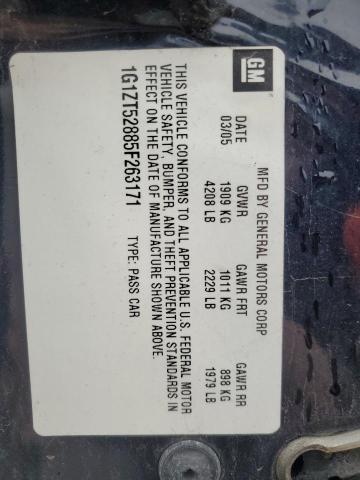 GM
MFD BY GENERAL MOTORS CORP
DATE GVWR GAWR FRT GAWR RR
03/05 1909 KG 1011 KG 898 KG
4208 LB 2229 LB 1979 LB
THIS VEHICLE CONFORMS TO ALL APPLICABLE U.S. FEDERAL MOTOR
VEHICLE SAFETY, BUMPER, AND THEFT PREVENTION STANDARDS IN
EFFECT ON THE DATE OF MANUFACTURE SHOWN ABOVE.
1G1ZT52885F263171 TYPE: PASS CAR